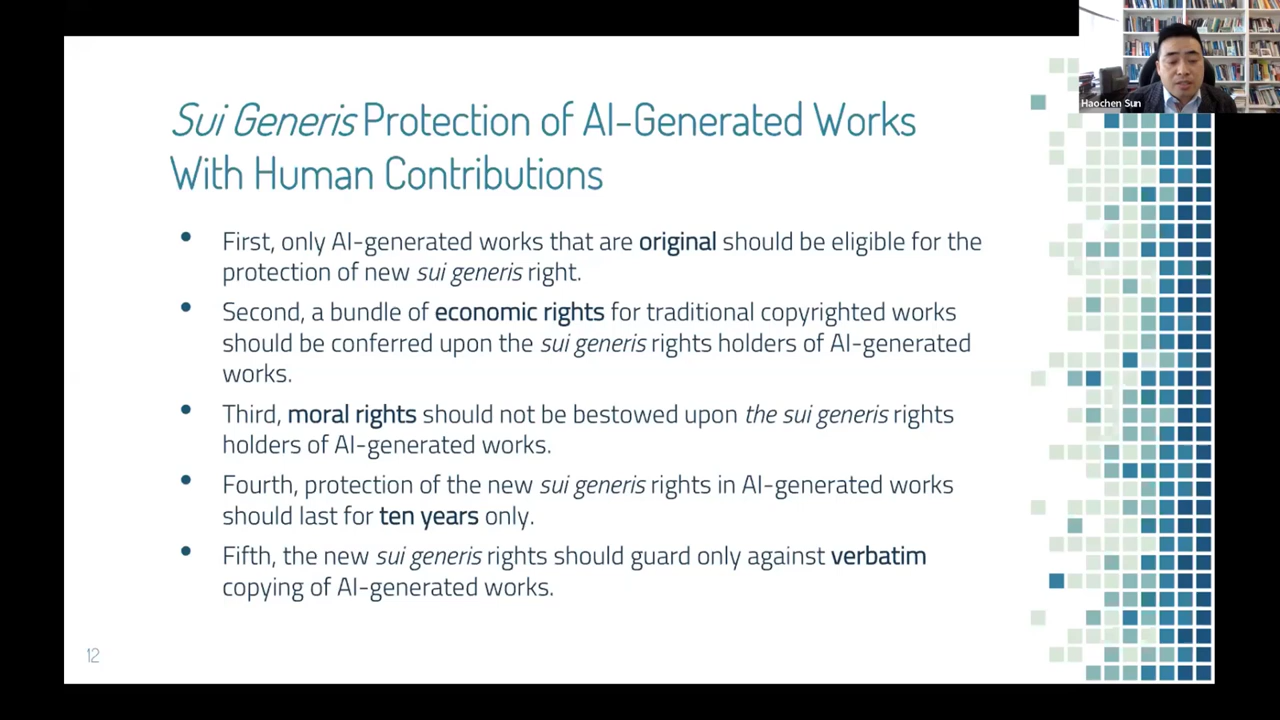 Haochen Sun
Sui Generis Protection of AI-Generated Works
With Human Contributions
• First, only AI-generated works that are original should be eligible for the
protection of new sui generis right.
• Second, a bundle of economic rights for traditional copyrighted works
should be conferred upon the sui generis rights holders of AI-generated
works.
• Third, moral rights should not be bestowed upon the sui generis rights
holders of AI-generated works.
• Fourth, protection of the new sui generis rights in AI-generated works
should last for ten years only.
• Fifth, the new sui generis rights should guard only against verbatim
copying of AI-generated works.
12